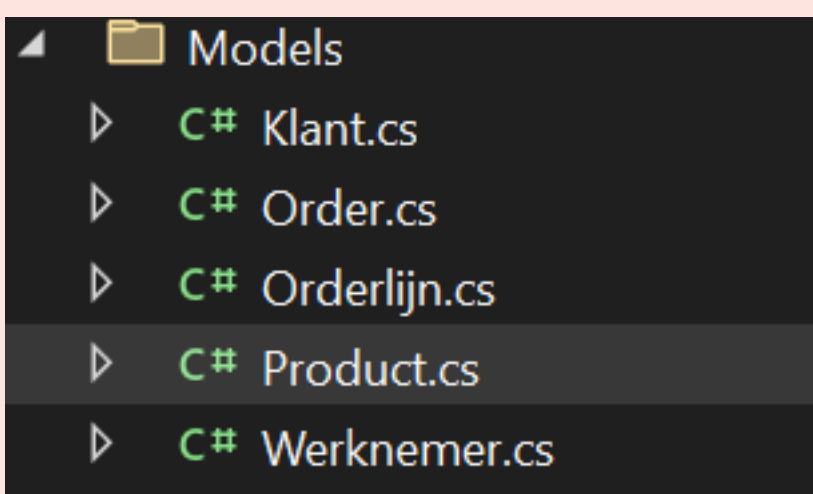 Models
C# Klant.cs
C# Order.cs
C# Orderlijn.cs
C# Product.cs
C# Werknemer.cs